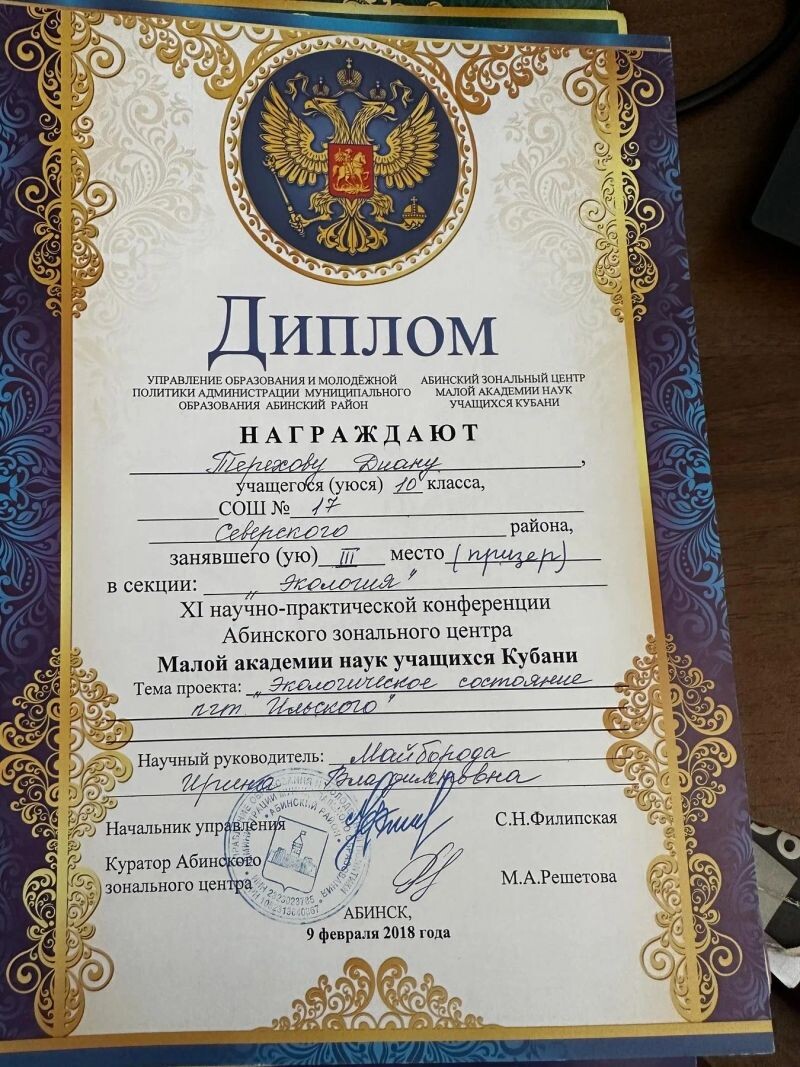 Диплом
УПРАВЛЕНИЕ ОБРАЗОВАНИЯ И МОЛОДЁЖНОЙ
ПОЛИТИКИ АДМИНИСТРАЦИИ МУНИЦИПАЛЬНОГО
ОБРАЗОВАНИЯ АБИНСКИЙ РАЙОН
АБИНСКИЙ ЗОНАЛЬНЫЙ ЦЕНТР
МАЛОЙ АКАДЕМИИ НАУК
УЧАЩИХСЯ КУБАНИ
НАГРАЖДАЮТ
Терехову Диану,
учащегося (уюся) 10 класса,
СОШ № 17
Северского района,
занявшего (ую) III место (призер)
в секции: "Экология"
XI научно-практической конференции
Абинского зонального центра
Малой академии наук учащихся Кубани
Тема проекта: "Экологическое состояние
пгт. Ильского"
Научный руководитель: Майборода
Ирина Владимировна
Начальник управления С.Н.Филипская
Куратор Абинского
зонального центра М.А.Решетова
АБИНСК,
9 февраля 2018 года